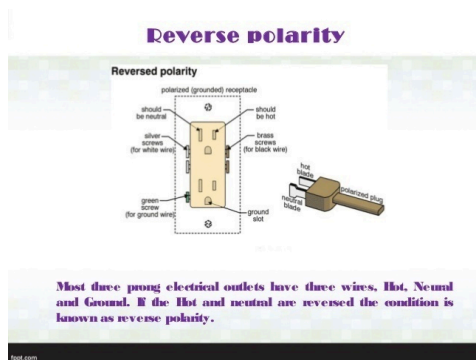 Reverse polarity
Reversed polarity
polarized (grounded) receptacle
should
be neutral
should
be hot
silver
screws
(for white wire)
brass
screws
(for black wire)
green
screw
(for ground wire)
ground
slot
hot
blade
neutral
blade
polarized plug
Most three prong electrical outlets have three wires, Hot, Neural
and Ground. If the Hot and neutral are reversed the condition is
known as reverse polarity.
fppt.com